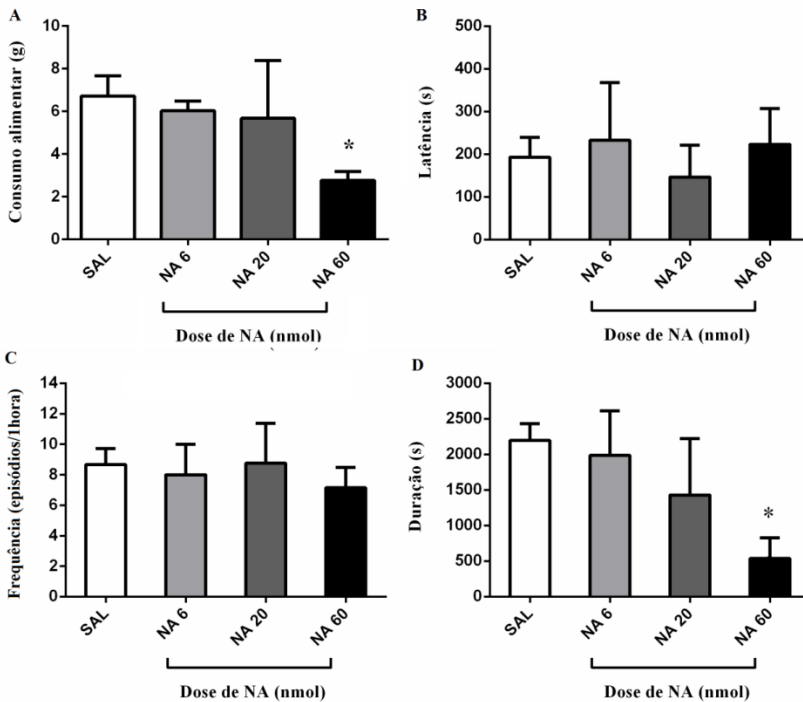 A
Consumo alimentar (g)
10
8
6
4
2
0
*
SAL
NA 6
NA 20
NA 60
Dose de NA (nmol)
B
Latência (s)
500
400
300
200
100
0
SAL
NA 6
NA 20
NA 60
Dose de NA (nmol)
C
Frequência (episódios/1hora)
14
12
10
8
6
4
2
0
SAL
NA 6
NA 20
NA 60
Dose de NA (nmol)
D
Duração (s)
3000
2500
2000
1500
1000
500
0
*
SAL
NA 6
NA 20
NA 60
Dose de NA (nmol)